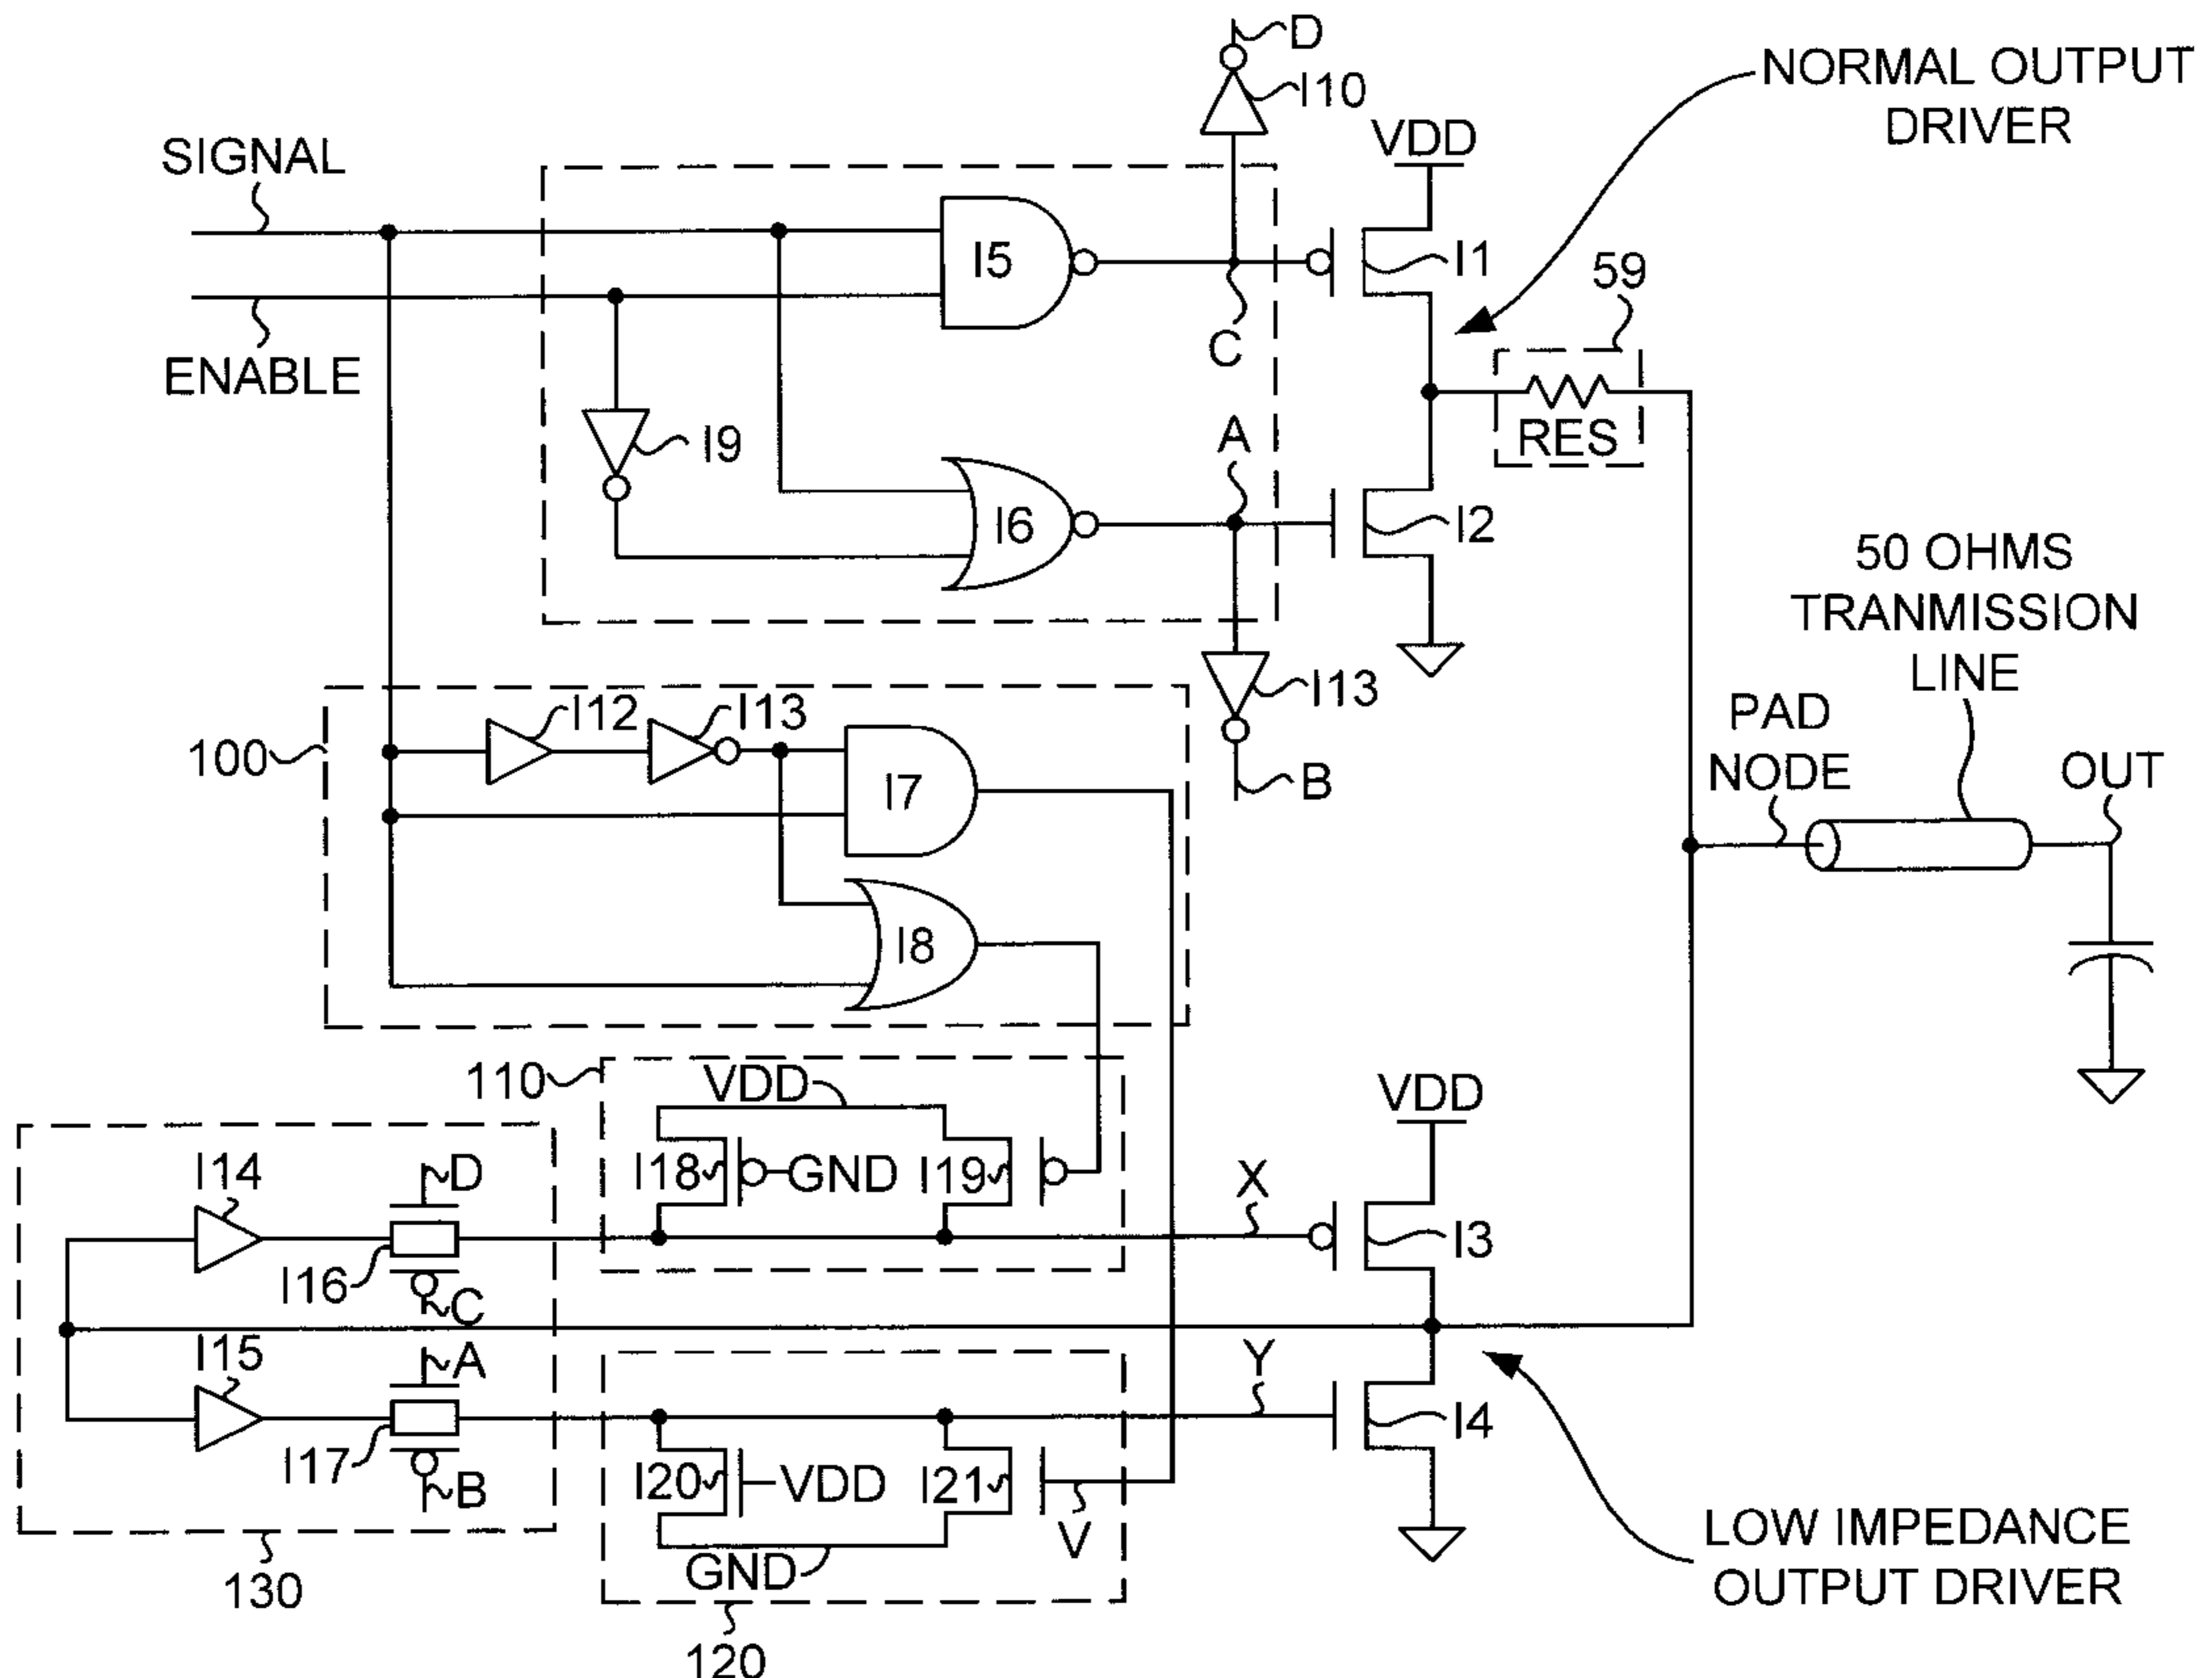 D
I10
NORMAL OUTPUT
DRIVER
VDD
SIGNAL
I5
I1
59
C
ENABLE
I9
A
RES
I6
I2
50 OHMS
TRANMISSION
LINE
I12
I13
I13
PAD
NODE
100
I7
B
OUT
I8
110
VDD
VDD
I14
D
I18
GND
I19
X
I3
I16
C
I15
A
Y
I4
I17
B
I20
VDD
I21
V
GND
LOW IMPEDANCE
OUTPUT DRIVER
130
120